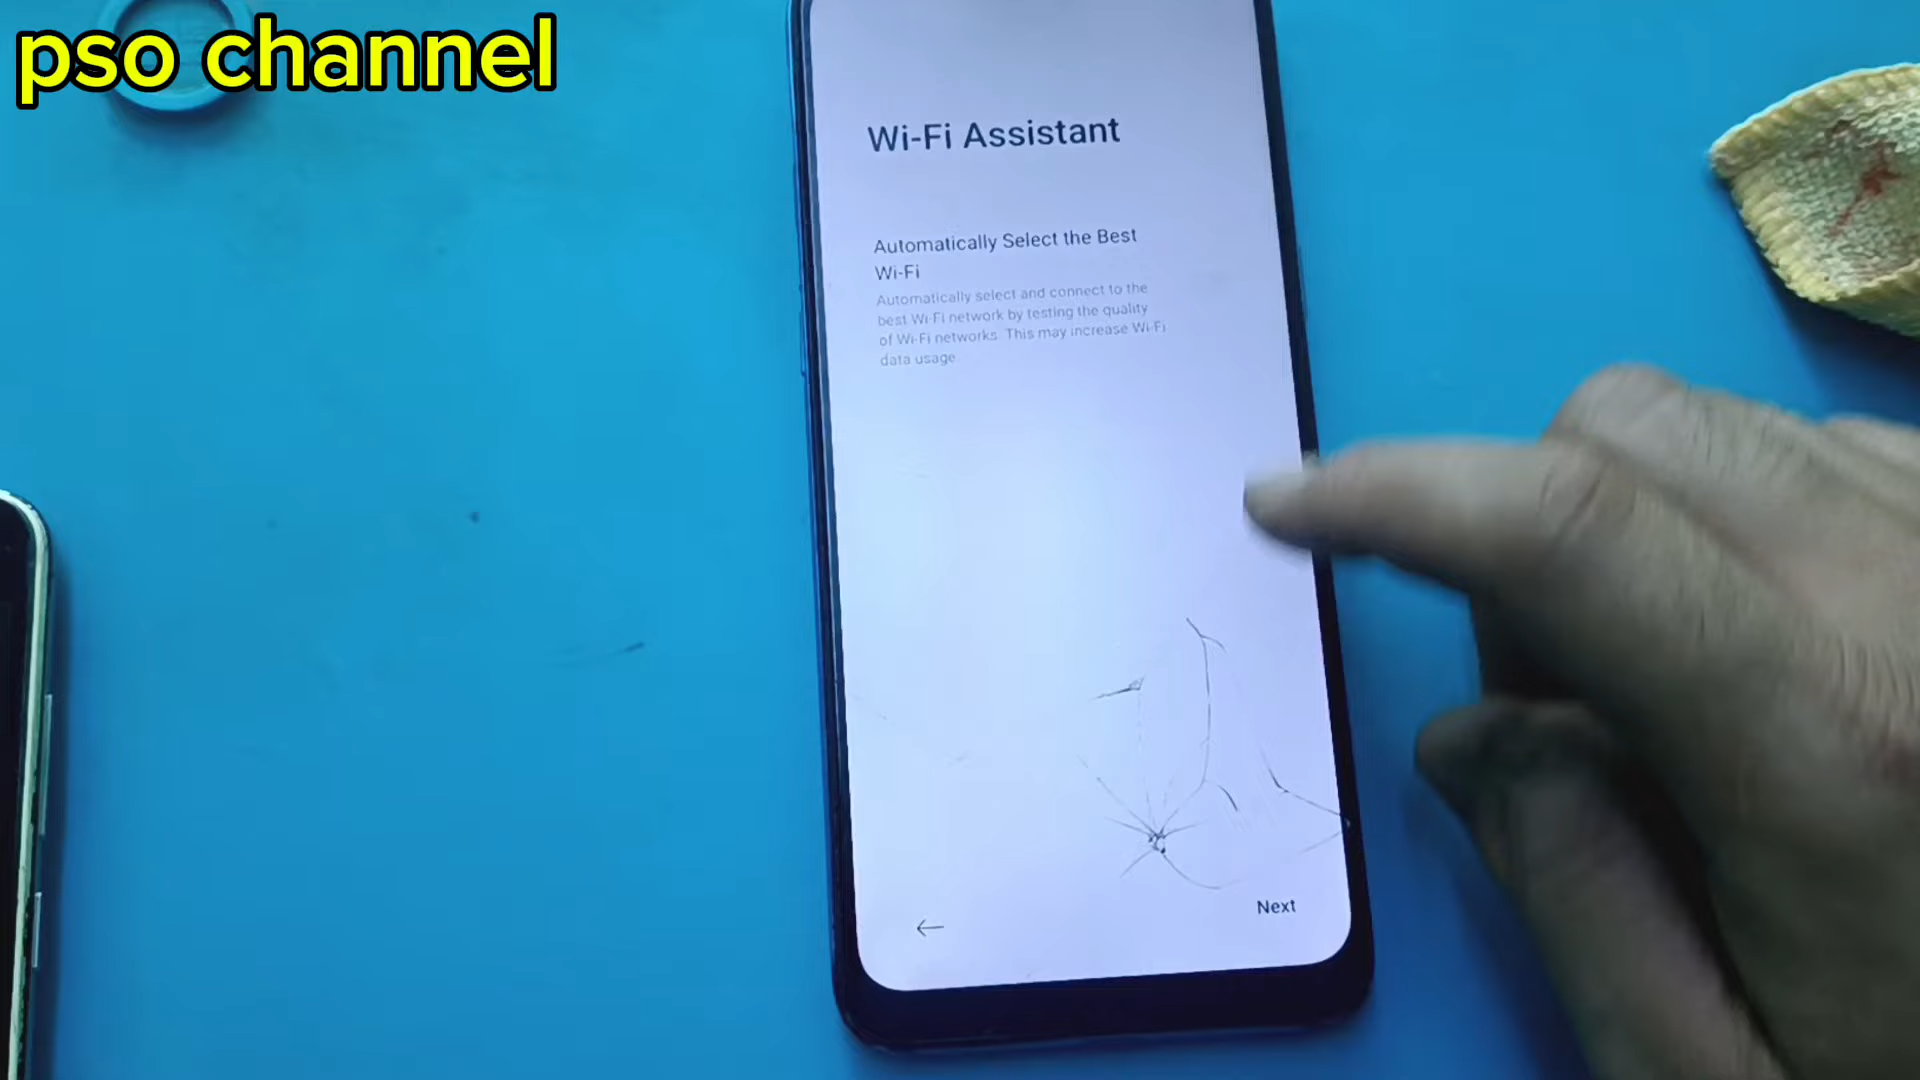 pso channel
Wi-Fi Assistant
Automatically Select the Best
Wi-Fi
Automatically select and connect to the
best Wi-Fi network by testing the quality
of Wi-Fi networks. This may increase Wi-Fi
data usage.
Next